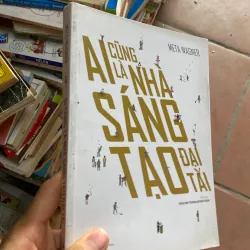 META WAGNER
AI CŨNG
LÀ NHÀ
SÁNG
TẠO ĐẠI
TÀI